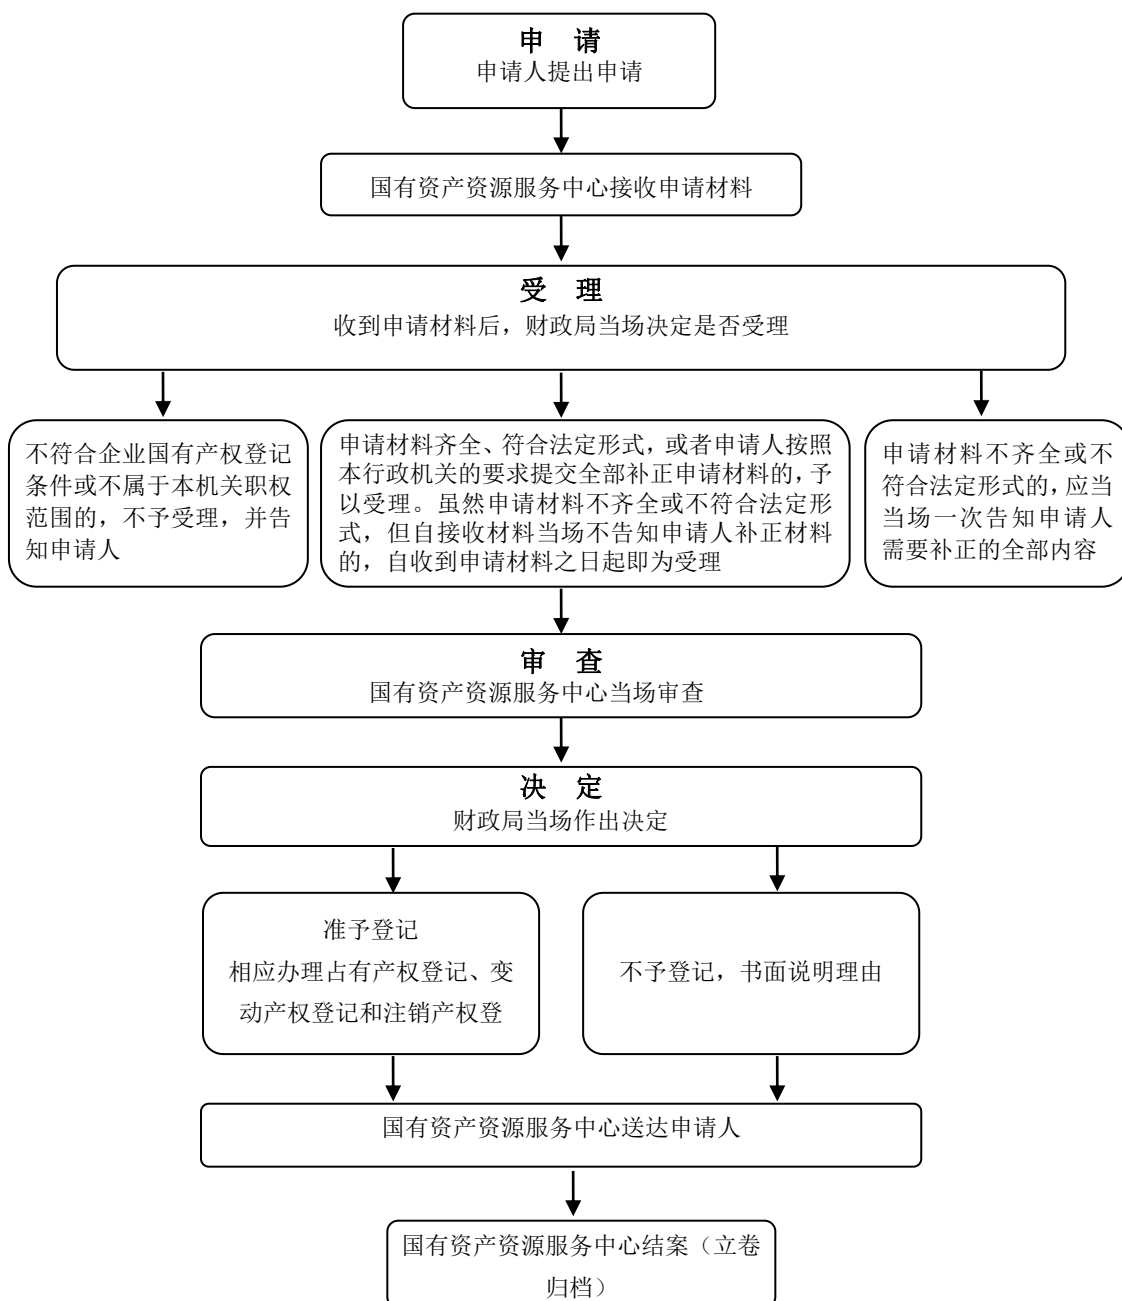 申 请
申请人提出申请
国有资产资源服务中心接收申请材料
受 理
收到申请材料后，财政局当场决定是否受理
不符合企业国有产权登记
条件或不属于本机关职权
范围的，不予受理，并告
知申请人
申请材料齐全、符合法定形式，或者申请人按照
本行政机关的要求提交全部补正申请材料的，予
以受理。虽然申请材料不齐全或不符合法定形
式，但自接收材料当场不告知申请人补正材料
的，自收到申请材料之日起即为受理
申请材料不齐全或不
符合法定形式的，应当
当场一次告知申请人
需要补正的全部内容
审 查
国有资产资源服务中心当场审查
决 定
财政局当场作出决定
准予登记
相应办理占有产权登记、变
动产权登记和注销产权登
不予登记，书面说明理由
国有资产资源服务中心送达申请人
国有资产资源服务中心结案（立卷
归档）